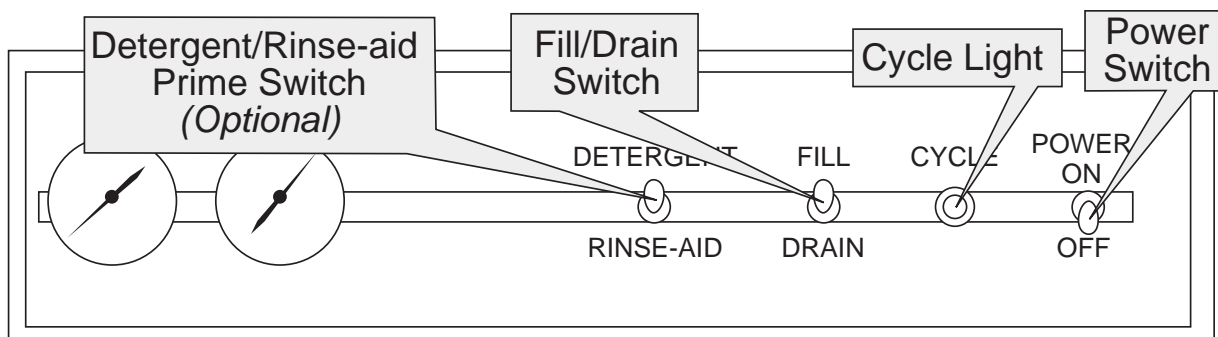 Detergent/Rinse-aid
Prime Switch
(Optional)
Fill/Drain
Switch
Cycle Light
Power
Switch
DETERGENT
FILL
CYCLE
POWER
ON
RINSE-AID
DRAIN
OFF